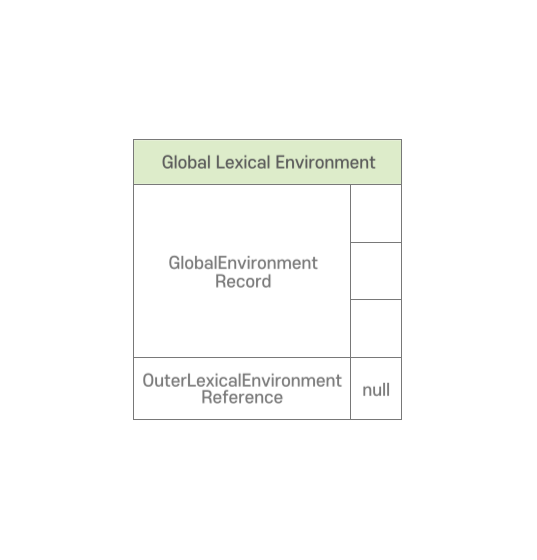 Global Lexical Environment
GlobalEnvironment
Record
OuterLexicalEnvironment
Reference
null